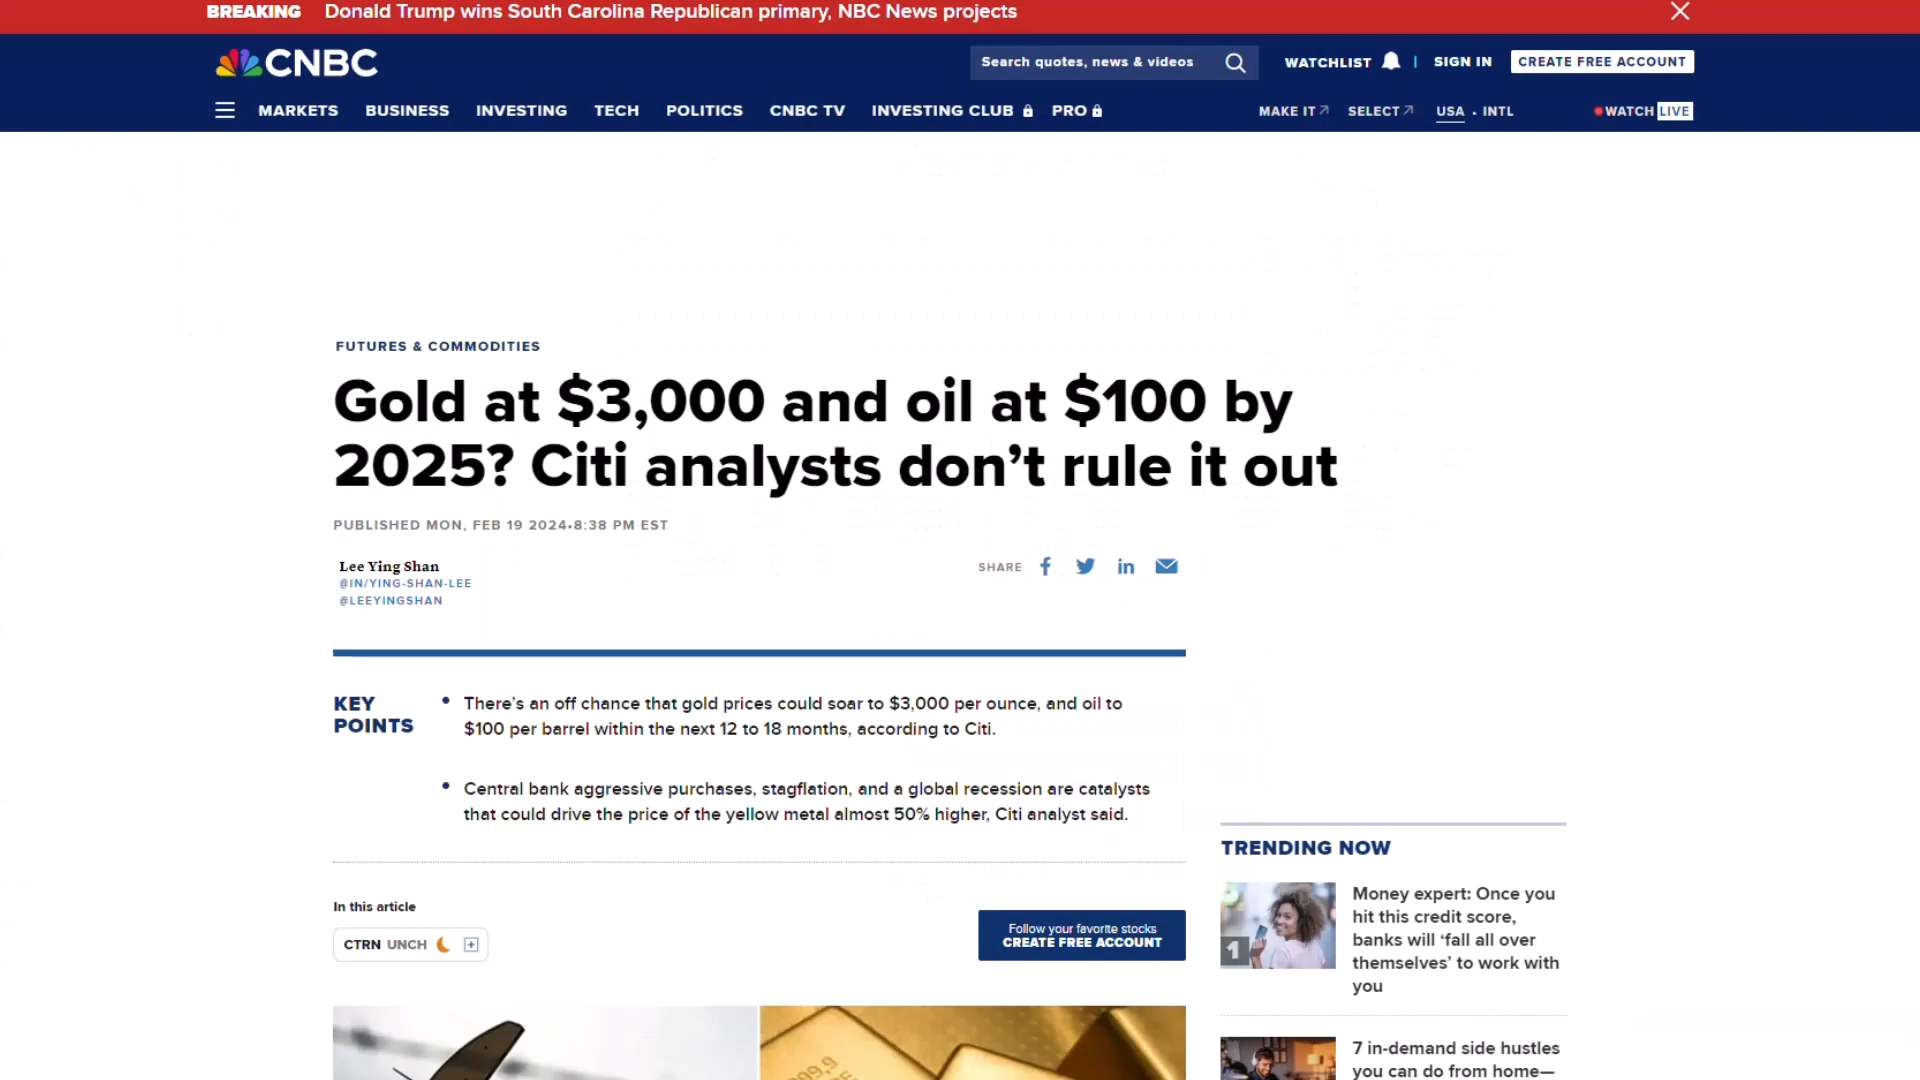 BREAKING Donald Trump wins South Carolina Republican primary, NBC News projects
CNBC
Search quotes, news & videos
WATCHLIST | SIGN IN
CREATE FREE ACCOUNT
MARKETS BUSINESS INVESTING TECH POLITICS CNBC TV INVESTING CLUB PRO
MAKE IT SELECT USA • INTL
WATCH LIVE
FUTURES & COMMODITIES
Gold at $3,000 and oil at $100 by
2025? Citi analysts don’t rule it out
PUBLISHED MON, FEB 19 2024•8:38 PM EST
Lee Ying Shan
@IN/YING-SHAN-LEE
@LEEYINGSHAN
SHARE
KEY
POINTS
• There’s an off chance that gold prices could soar to $3,000 per ounce, and oil to
$100 per barrel within the next 12 to 18 months, according to Citi.
• Central bank aggressive purchases, stagflation, and a global recession are catalysts
that could drive the price of the yellow metal almost 50% higher, Citi analyst said.
In this article
CTRN UNCH
Follow your favorite stocks
CREATE FREE ACCOUNT
999,9
TRENDING NOW
1
Money expert: Once you
hit this credit score,
banks will ‘fall all over
themselves’ to work with
you
7 in-demand side hustles
you can do from home—